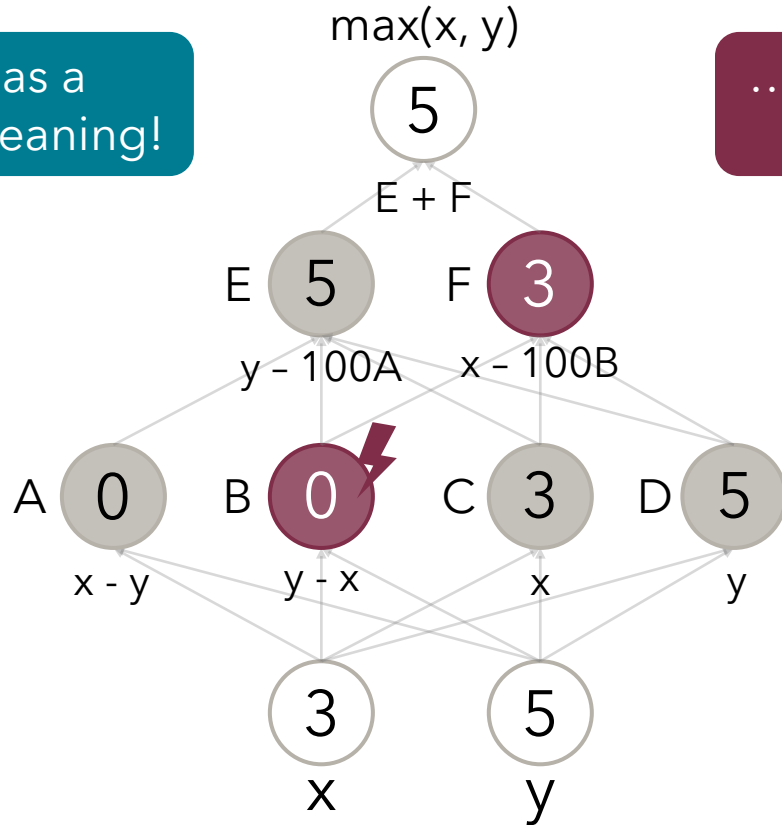 max(x, y)
as a
eaning!
..
5
E + F
E 5 F 3
y – 100A x – 100B
A 0 B 0 C 3 D 5
x - y y - x x y
3 5
x y